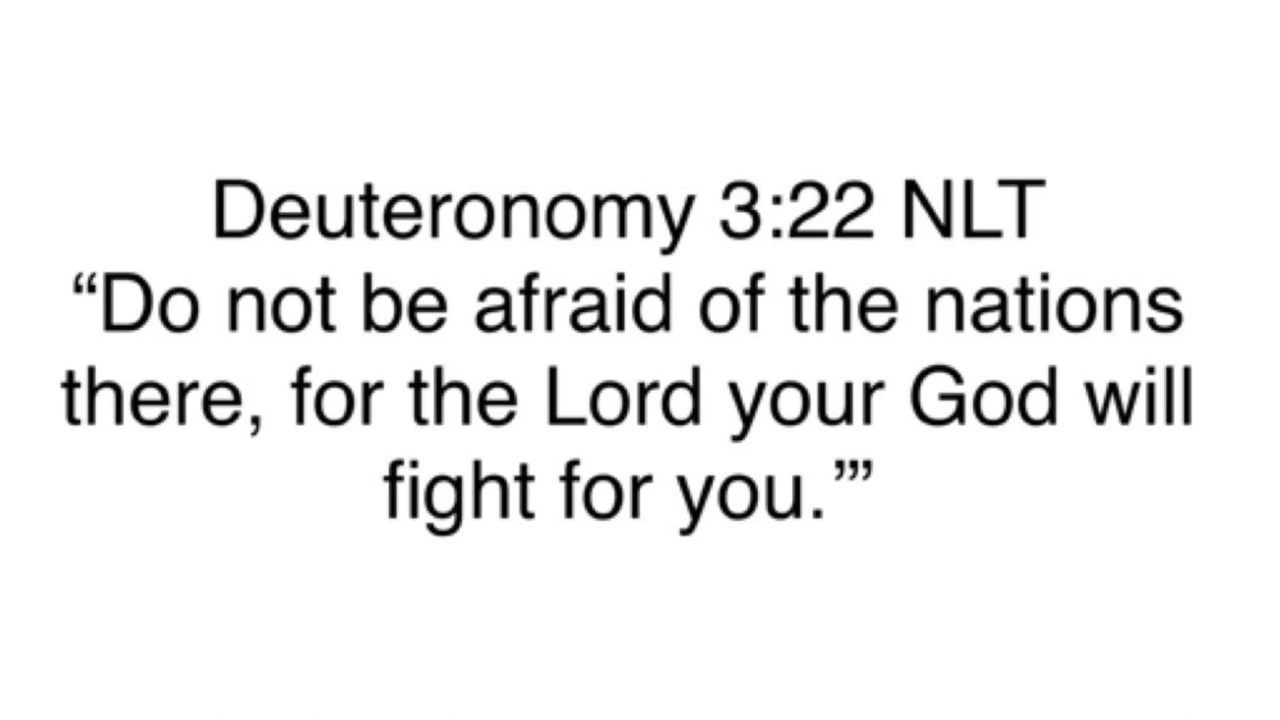 Deuteronomy 3:22 NLT
“Do not be afraid of the nations
there, for the Lord your God will
fight for you.’”